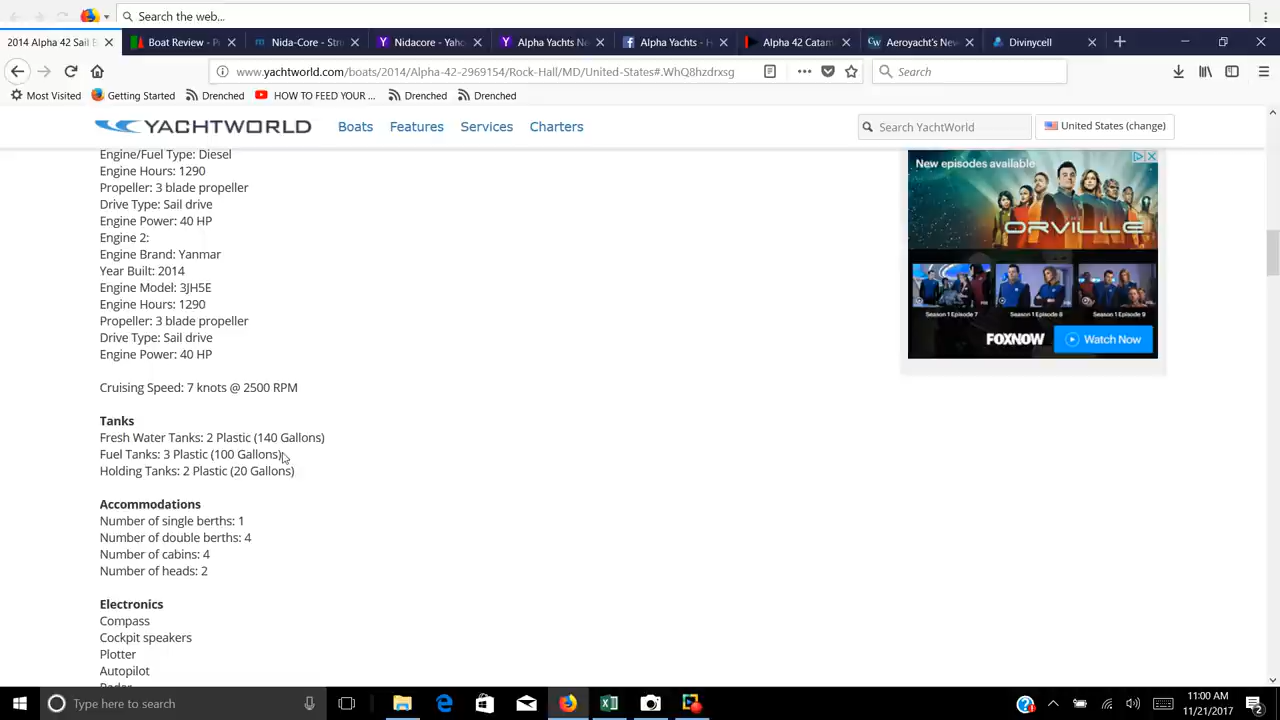 Search the web...
2014 Alpha 42 Sail B
Boat Review - P
Nida-Core - Stro
Nidacore - Yaho
Alpha Yachts Ne
Alpha Yachts - H
Alpha 42 Catam
Aeroyacht's New
Divinycell
www.yachtworld.com/boats/2014/Alpha-42-2969154/Rock-Hall/MD/United-States#.WhQ8hzdrxsg
Search
Most Visited
Getting Started
Drenched
HOW TO FEED YOUR ...
Drenched
Drenched
YACHTWORLD
Boats
Features
Services
Charters
Search YachtWorld
United States (change)
Engine/Fuel Type: Diesel
Engine Hours: 1290
Propeller: 3 blade propeller
Drive Type: Sail drive
Engine Power: 40 HP
Engine 2:
Engine Brand: Yanmar
Year Built: 2014
Engine Model: 3JH5E
Engine Hours: 1290
Propeller: 3 blade propeller
Drive Type: Sail drive
Engine Power: 40 HP
Cruising Speed: 7 knots @ 2500 RPM
Tanks
Fresh Water Tanks: 2 Plastic (140 Gallons)
Fuel Tanks: 3 Plastic (100 Gallons)
Holding Tanks: 2 Plastic (20 Gallons)
Accommodations
Number of single berths: 1
Number of double berths: 4
Number of cabins: 4
Number of heads: 2
Electronics
Compass
Cockpit speakers
Plotter
Autopilot
Radar
New episodes available
ORVILLE
Season 1 Episode 7
Season 1 Episode 8
Season 1 Episode 9
FOXNOW
Watch Now
Type here to search
11:00 AM
11/21/2017
2